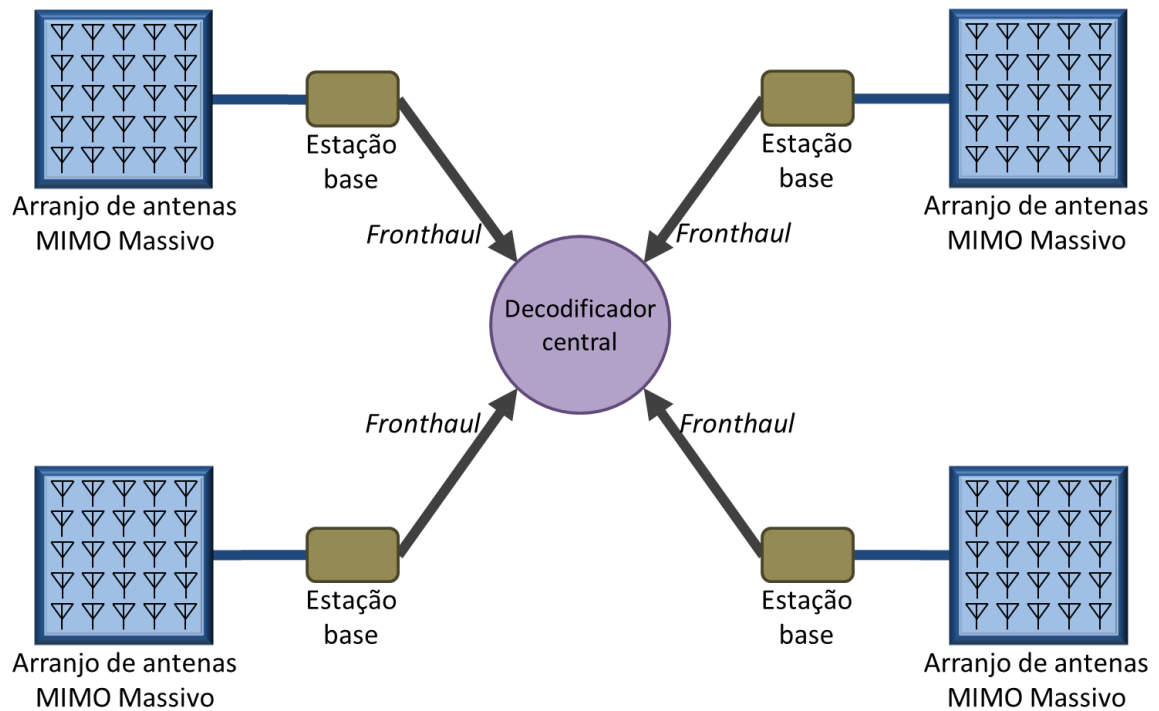 Estação
base
Estação
base
Arranjo de antenas
MIMO Massivo
Arranjo de antenas
MIMO Massivo
Fronthaul
Fronthaul
Decodificador
central
Fronthaul
Fronthaul
Estação
base
Estação
base
Arranjo de antenas
MIMO Massivo
Arranjo de antenas
MIMO Massivo